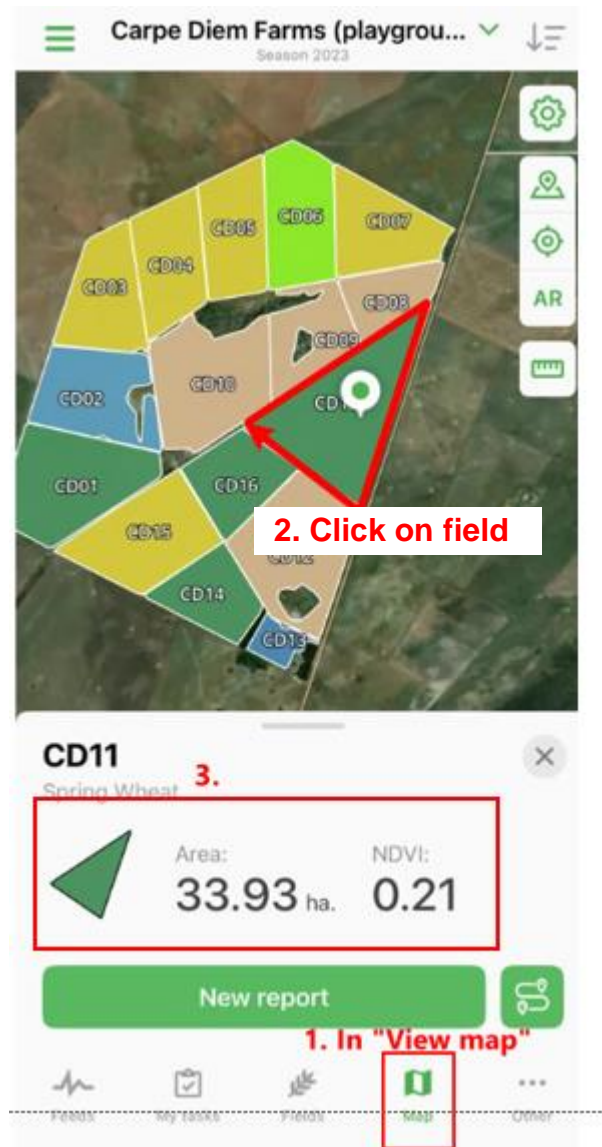 Carpe Diem Farms (playgrou...
Season 2023
CD06
CD05
CD07
CD04
CD03
CD08
AR
CD09
CD10
CD02
CD1
CD01
CD16
2. Click on field
CD15
CD12
CD14
CD13
CD11
3.
Spring Wheat
Area:
NDVI:
33.93 ha.
0.21
New report
1. In "View map"
Feeds
My tasks
Fields
Map
Other